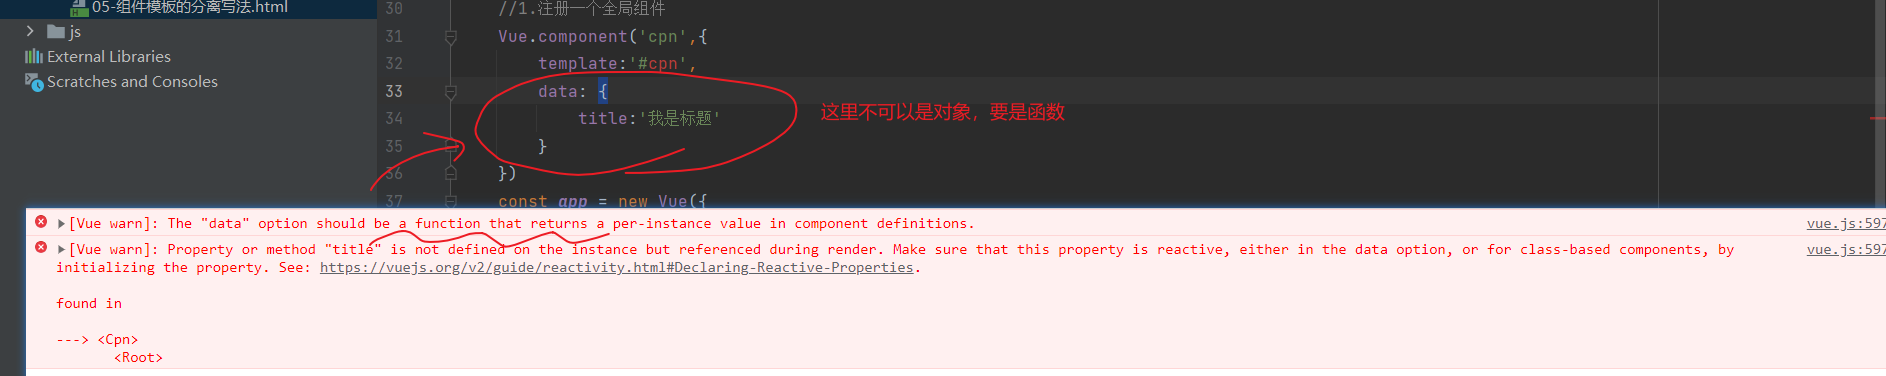 05-组件模板的分离写法.html
js
External Libraries
Scratches and Consoles
30 //1.注册一个全局组件
31 Vue.component('cpn',{
32 template:'#cpn',
33 data: {
34 title:'我是标题'
35 }
36 })
37 const app = new Vue({
这里不可以是对象，要是函数
[Vue warn]: The "data" option should be a function that returns a per-instance value in component definitions. vue.js:597
[Vue warn]: Property or method "title" is not defined on the instance but referenced during render. Make sure that this property is reactive, either in the data option, or for class-based components, by vue.js:597
initializing the property. See: https://vuejs.org/v2/guide/reactivity.html#Declaring-Reactive-Properties.
found in
---> <Cpn>
<Root>